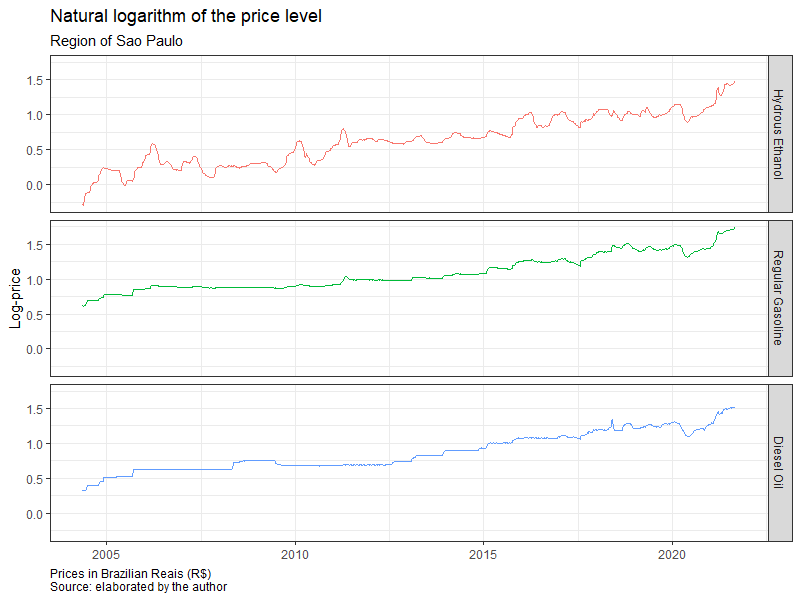 Natural logarithm of the price level
Region of Sao Paulo
Log-price
1.5
1.0
0.5
0.0
Hydrous Ethanol
1.5
1.0
0.5
0.0
Regular Gasoline
1.5
1.0
0.5
0.0
Diesel Oil
2005 2010 2015 2020
Prices in Brazilian Reais (R$)
Source: elaborated by the author